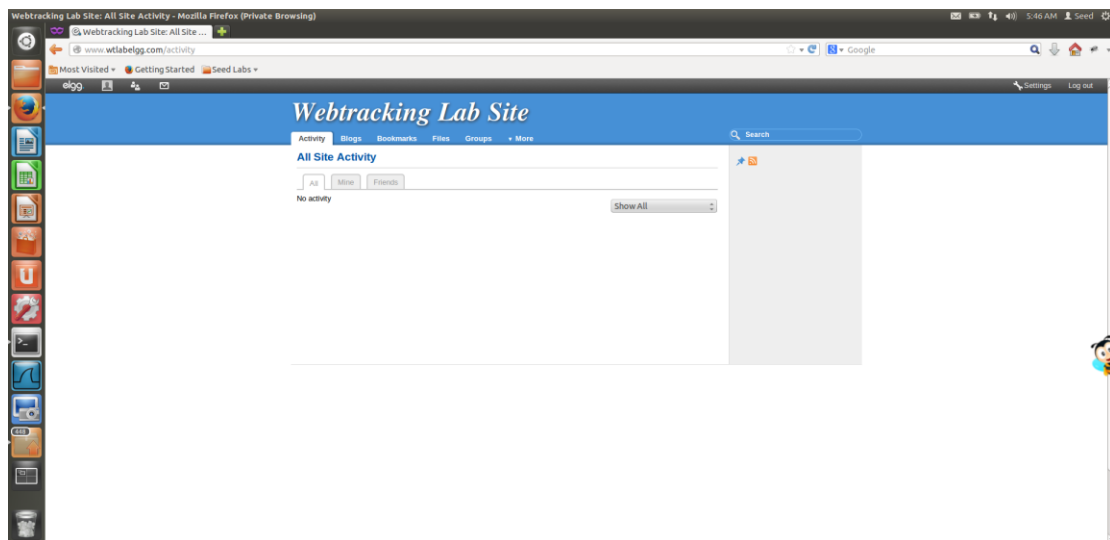 Webtracking Lab Site: All Site Activity - Mozilla Firefox (Private Browsing)
5:46 AM Seed
Webtracking Lab Site: All Site ...
www.wtlabelgg.com/activity
Google
Most Visited Getting Started Seed Labs
elgg Settings Log out
Webtracking Lab Site
Activity Blogs Bookmarks Files Groups More
Search
All Site Activity
All Mine Friends
No activity
Show All